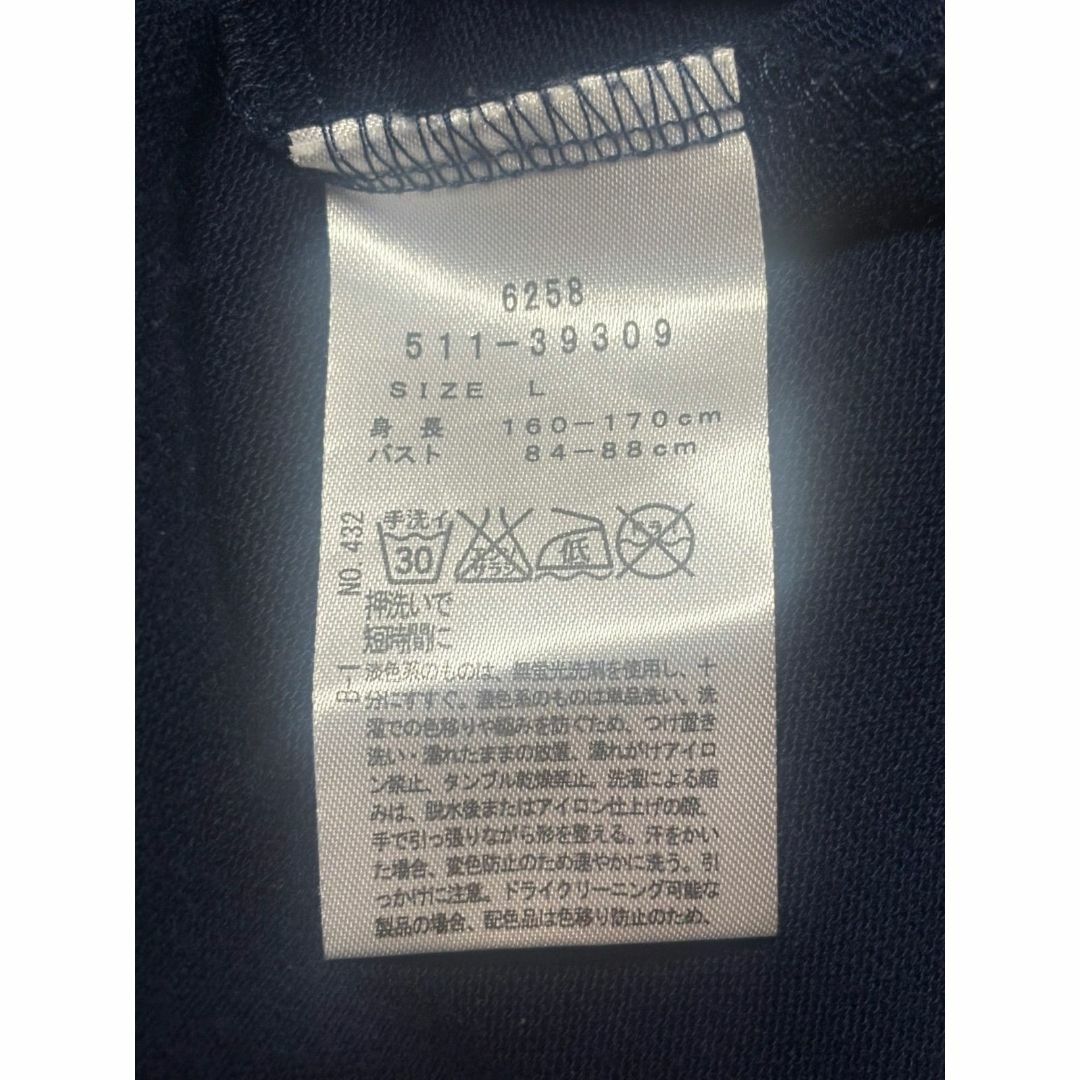 6258
511-39309
SIZE L
身長 160-170cm
バスト 84-88cm
NO.432
手洗イ
30
エンソ
サラシ
低
ドライ
押洗いで
短時間に
B-1
淡色系のものは、無蛍光洗剤を使用し、十
分にすすぐ。濃色系のものは単品洗い。洗
濯での色移りや縮みを防ぐため、つけ置き
洗い・濡れたままの放置、濡れがけアイロ
ン禁止、タンブル乾燥禁止。洗濯による縮
みは、脱水後またはアイロン仕上げの際、
手で引っ張りながら形を整える。汗をかい
た場合、変色防止のため速やかに洗う。引
っかけに注意。ドライクリーニング可能な
製品の場合、配色品は色移り防止のため、